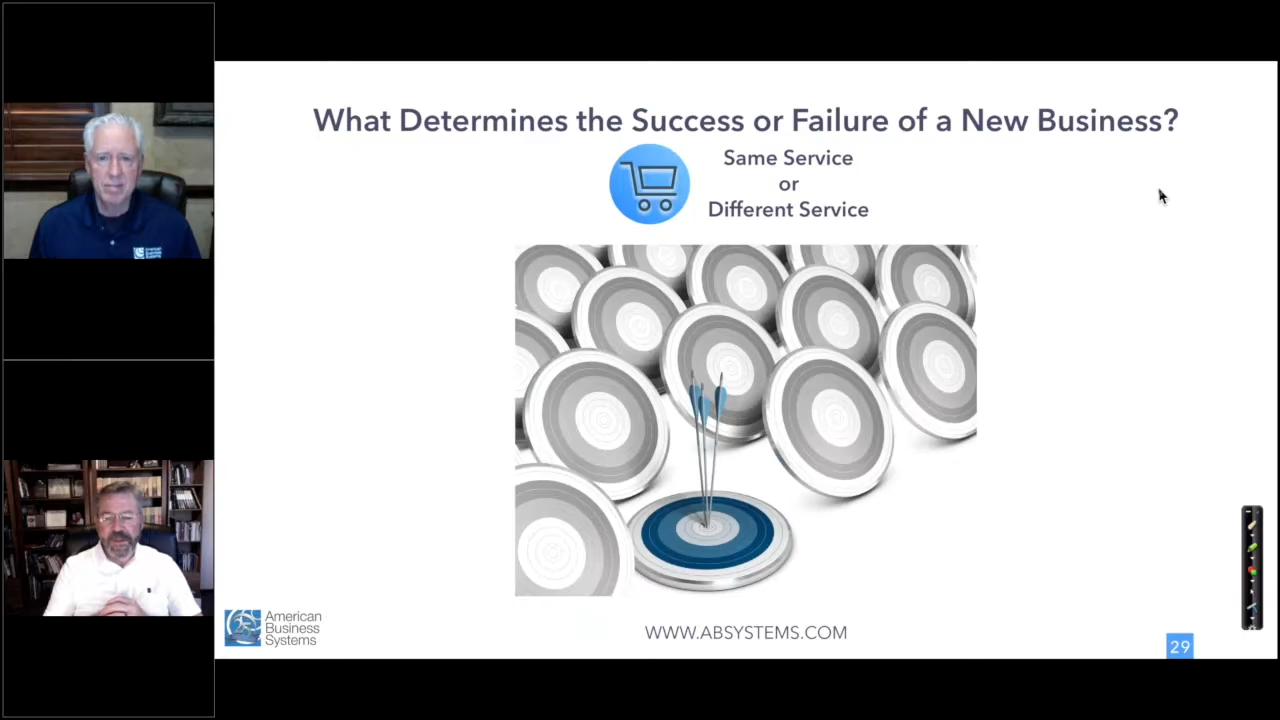 What Determines the Success or Failure of a New Business?
Same Service
or
Different Service
American
Business
Systems
WWW.ABSYSTEMS.COM
29